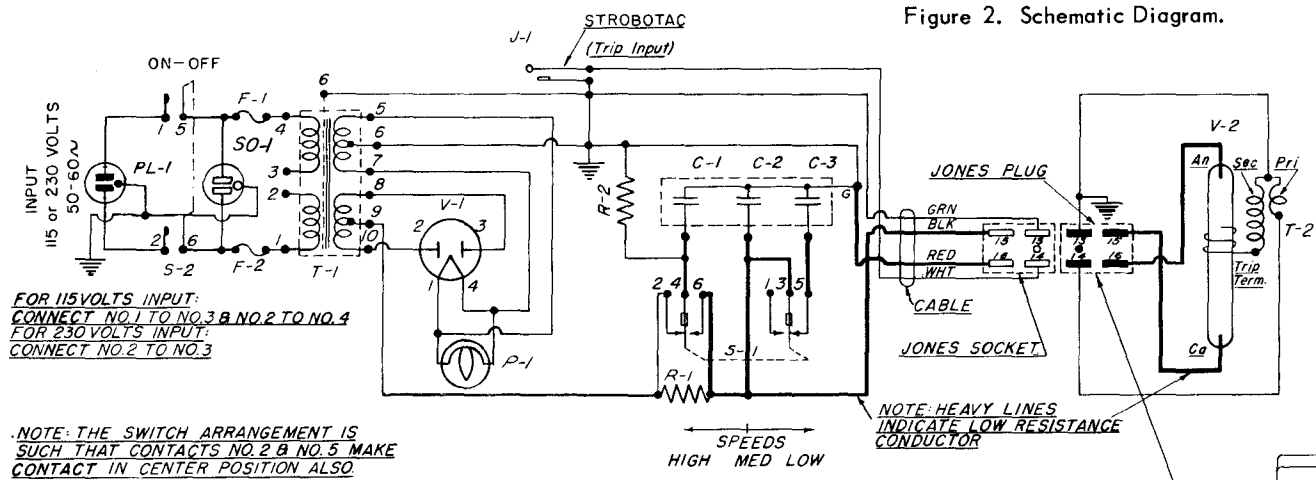 Figure 2. Schematic Diagram.
STROBOTAC
(Trip Input)
J-1
ON-OFF
INPUT
115 or 230 VOLTS
50-60~
1
5
F-1
4
PL-1
SO-1
3
2
2
6
S-2
F-2
1
T-1
6
5
6
7
8
9
10
V-1
2
3
1
4
P-1
R-2
C-1
C-2
C-3
G
2
4
6
1
3
5
S-1
R-1
SPEEDS
HIGH MED LOW
JONES PLUG
GRN
BLK
RED
WHT
CABLE
JONES SOCKET
15
13
16
14
13
15
14
16
V-2
An
Ca
Sec
Pri
T-2
Trip
Term.
FOR 115 VOLTS INPUT:
CONNECT NO.1 TO NO.3 & NO.2 TO NO.4
FOR 230 VOLTS INPUT:
CONNECT NO.2 TO NO.3
NOTE: THE SWITCH ARRANGEMENT IS
SUCH THAT CONTACTS NO.2 & NO.5 MAKE
CONTACT IN CENTER POSITION ALSO.
NOTE: HEAVY LINES
INDICATE LOW RESISTANCE
CONDUCTOR